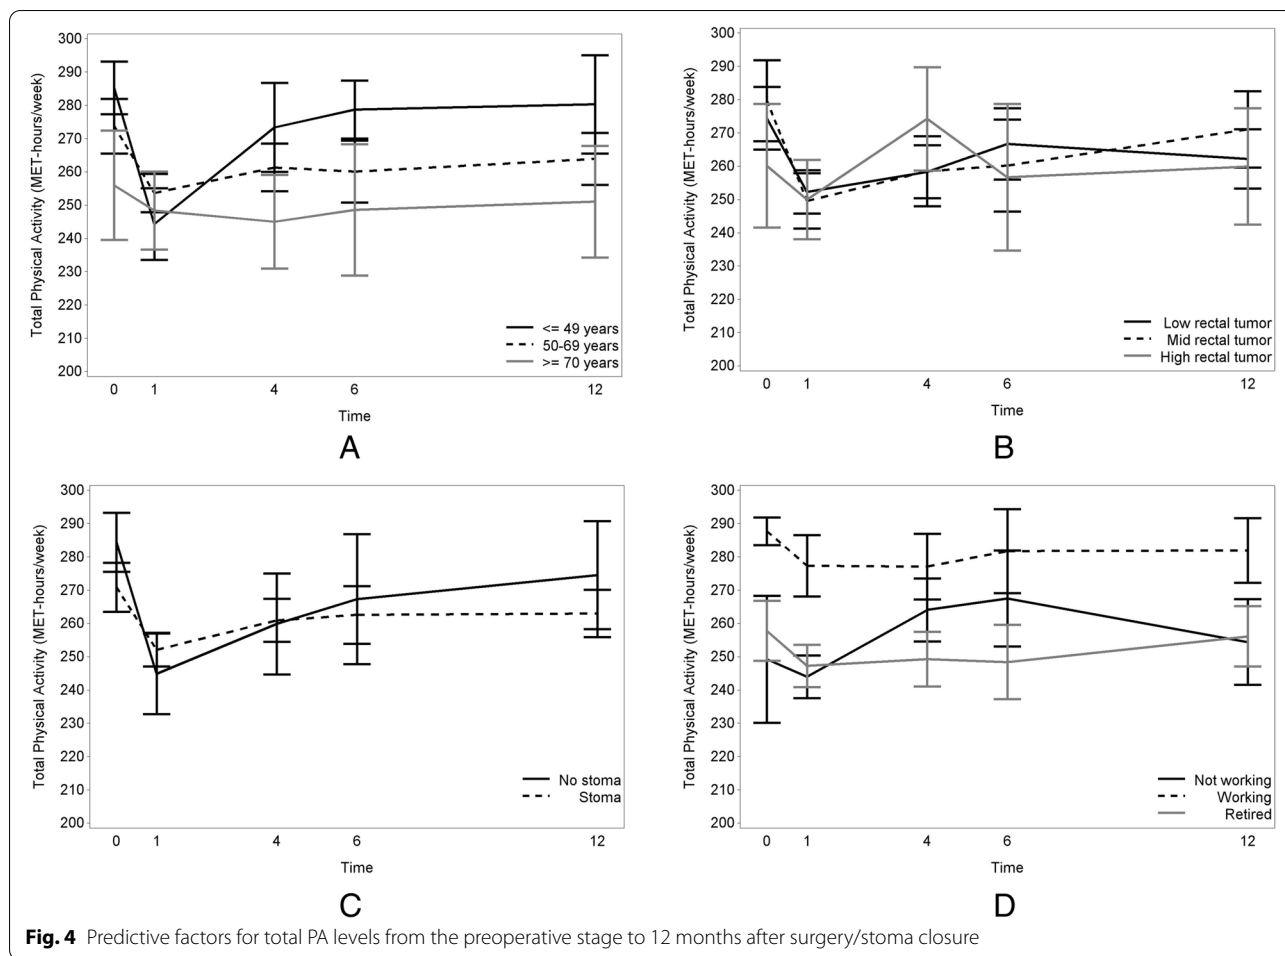 300
290
280
270
260
250
240
230
220
210
200
Total Physical Activity (MET-hours/week)
<= 49 years
50-69 years
>= 70 years
0 1 4 6 12
Time
A
300
290
280
270
260
250
240
230
220
210
200
Total Physical Activity (MET-hours/week)
Low rectal tumor
Mid rectal tumor
High rectal tumor
0 1 4 6 12
Time
B
300
290
280
270
260
250
240
230
220
210
200
Total Physical Activity (MET-hours/week)
No stoma
Stoma
0 1 4 6 12
Time
C
300
290
280
270
260
250
240
230
220
210
200
Total Physical Activity (MET-hours/week)
Not working
Working
Retired
0 1 4 6 12
Time
D
Fig. 4 Predictive factors for total PA levels from the preoperative stage to 12 months after surgery/stoma closure